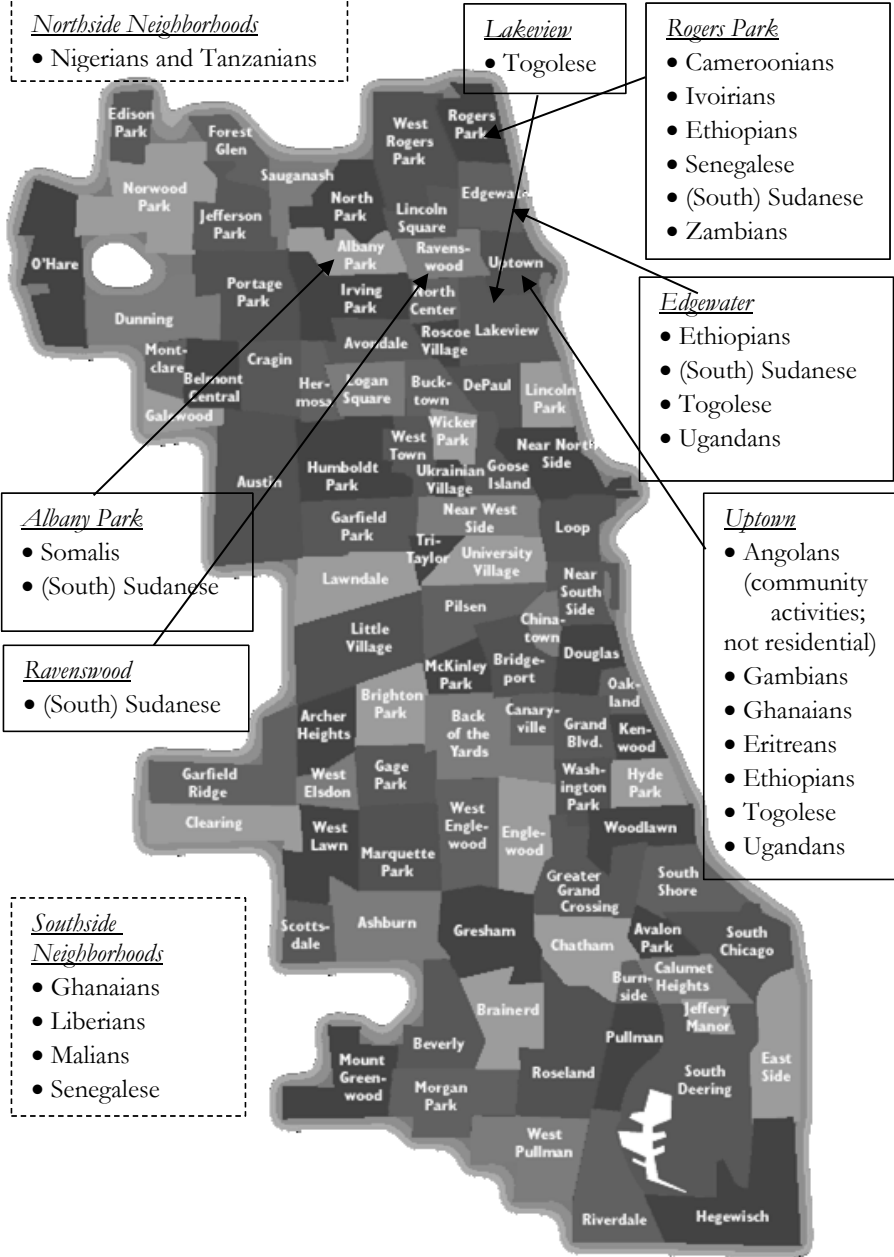 Northside Neighborhoods
• Nigerians and Tanzanians
Lakeview
• Togolese
Rogers Park
• Cameroonians
• Ivoirians
• Ethiopians
• Senegalese
• (South) Sudanese
• Zambians
Edgewater
• Ethiopians
• (South) Sudanese
• Togolese
• Ugandans
Uptown
• Angolans
(community
activities;
not residential)
• Gambians
• Ghanaians
• Eritreans
• Ethiopians
• Togolese
• Ugandans
Albany Park
• Somalis
• (South) Sudanese
Ravenswood
• (South) Sudanese
Southside
Neighborhoods
• Ghanaians
• Liberians
• Malians
• Senegalese
Edison
Park
Forest
Glen
West
Rogers
Park
Rogers
Park
Sauganash
Norwood
Park
North
Park
Edgewater
Jefferson
Park
Lincoln
Square
Albany
Park
Ravens-
wood
Uptown
O'Hare
Portage
Park
Irving
Park
North
Center
Dunning
Avondale
Roscoe
Village
Lakeview
Mont-
clare
Cragin
Belmont
Central
Her-
mosa
Logan
Square
Buck-
town
DePaul
Lincoln
Park
Galewood
Wicker
Park
West
Town
Near North
Side
Austin
Humboldt
Park
Ukrainian
Village
Goose
Island
Garfield
Park
Near West
Side
Loop
Tri-
Taylor
University
Village
Lawndale
Near
South
Side
Pilsen
China-
town
Little
Village
McKinley
Park
Bridge-
port
Douglas
Brighton
Park
Oak-
land
Archer
Heights
Back
of the
Yards
Canary-
ville
Grand
Blvd.
Ken-
wood
Garfield
Ridge
West
Elsdon
Gage
Park
Wash-
ington
Park
Hyde
Park
Clearing
West
Lawn
West
Engle-
wood
Engle-
wood
Woodlawn
Marquette
Park
Greater
Grand
Crossing
South
Shore
Scotts-
dale
Ashburn
Gresham
Chatham
Avalon
Park
South
Chicago
Burn-
side
Calumet
Heights
Brainerd
Jeffery
Manor
Beverly
Pullman
East
Side
Mount
Green-
wood
Morgan
Park
Roseland
South
Deering
West
Pullman
Riverdale
Hegewisch